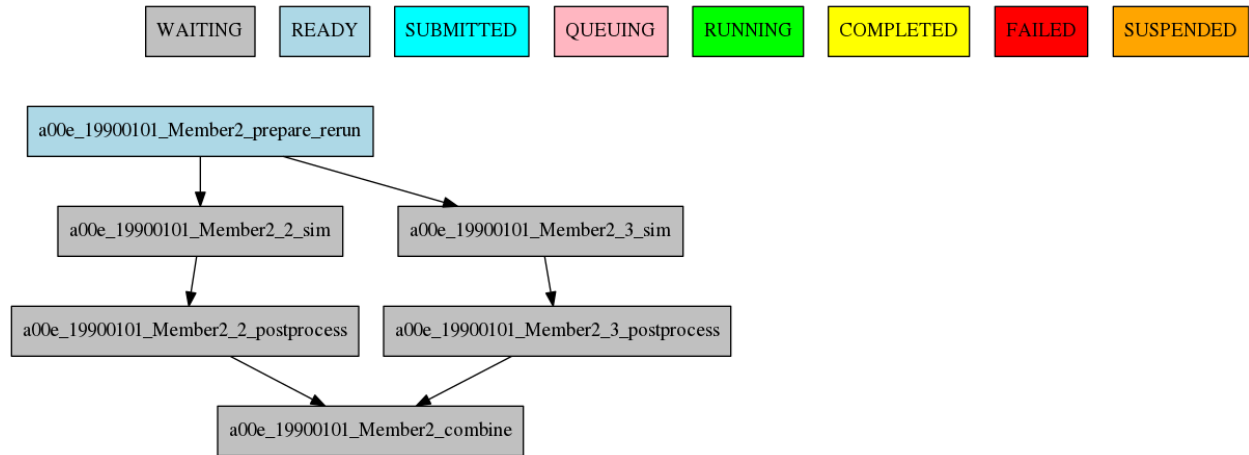 WAITING READY SUBMITTED QUEUING RUNNING COMPLETED FAILED SUSPENDED
a00e_19900101_Member2_prepare_rerun
a00e_19900101_Member2_2_sim a00e_19900101_Member2_3_sim
a00e_19900101_Member2_2_postprocess a00e_19900101_Member2_3_postprocess
a00e_19900101_Member2_combine